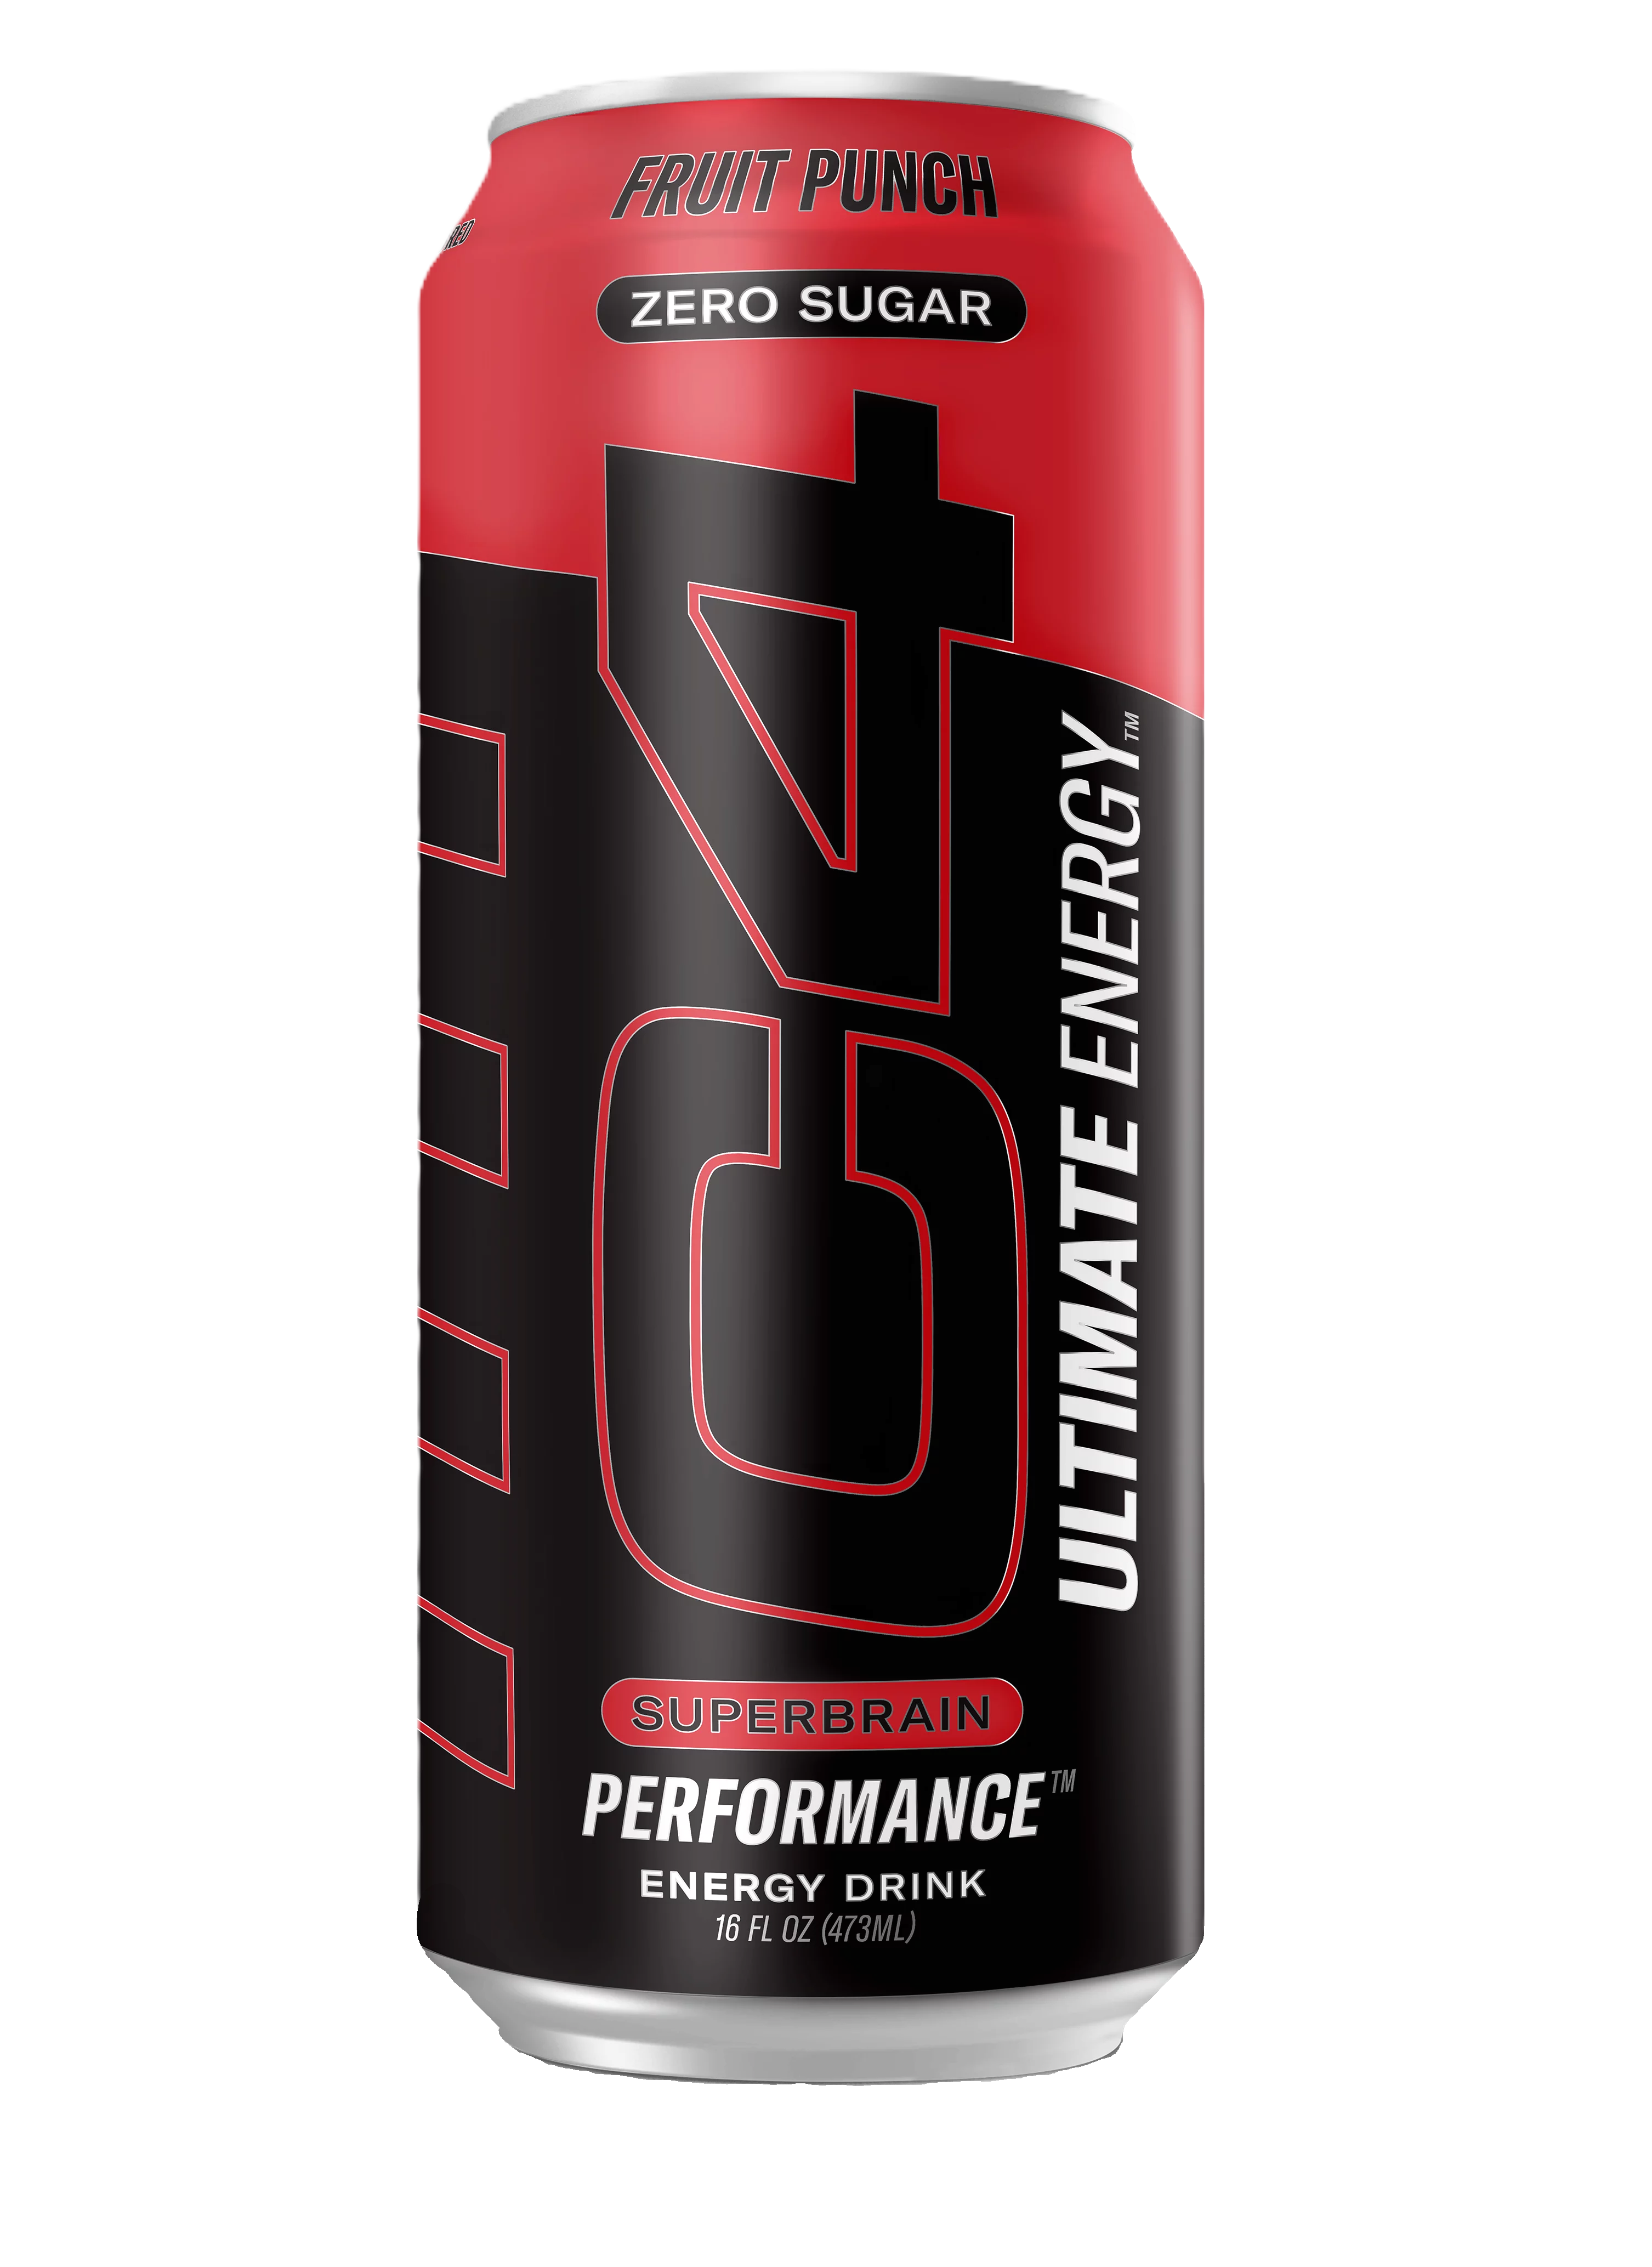 FRUIT PUNCH
ZERO SUGAR
C4
ULTIMATE ENERGY™
SUPERBRAIN
PERFORMANCE™
ENERGY DRINK
16 FL OZ (473ML)